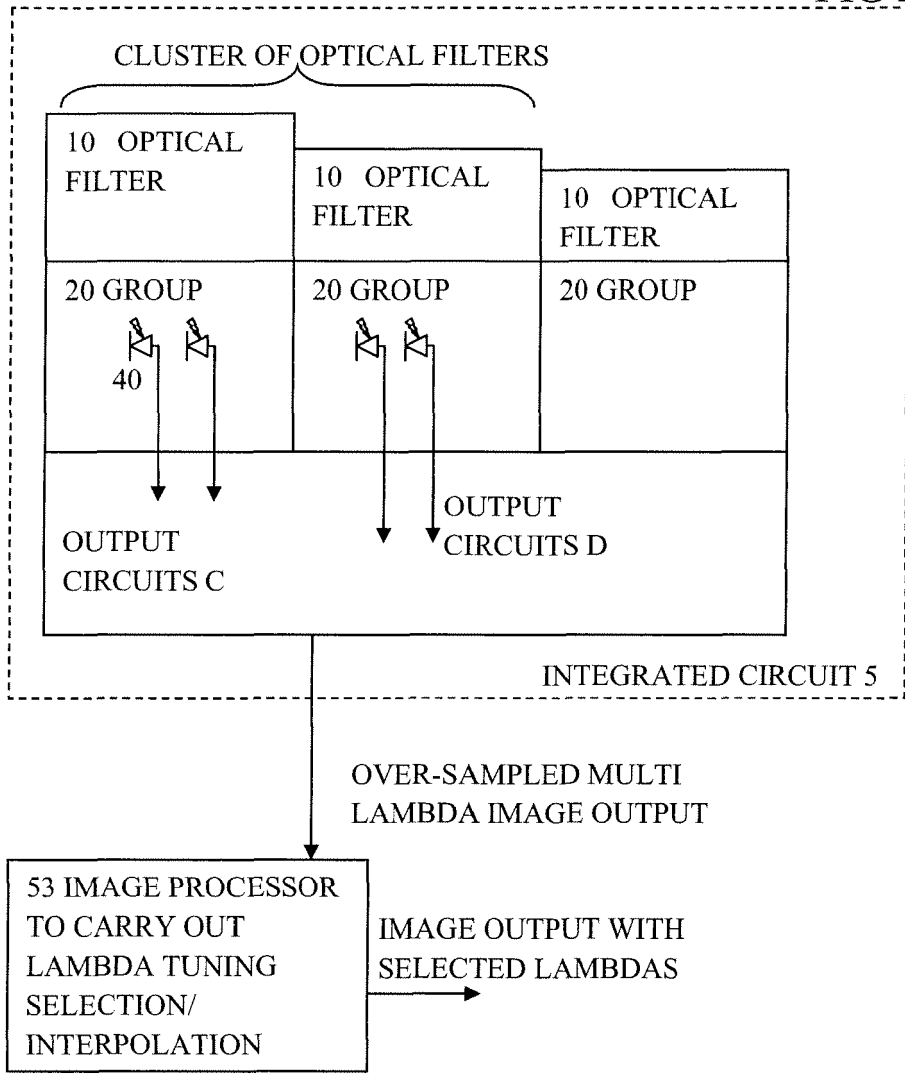 CLUSTER OF OPTICAL FILTERS
10 OPTICAL
FILTER
10 OPTICAL
FILTER
10 OPTICAL
FILTER
20 GROUP
20 GROUP
20 GROUP
40
OUTPUT
CIRCUITS C
OUTPUT
CIRCUITS D
INTEGRATED CIRCUIT 5
OVER-SAMPLED MULTI
LAMBDA IMAGE OUTPUT
53 IMAGE PROCESSOR
TO CARRY OUT
LAMBDA TUNING
SELECTION/
INTERPOLATION
IMAGE OUTPUT WITH
SELECTED LAMBDAS